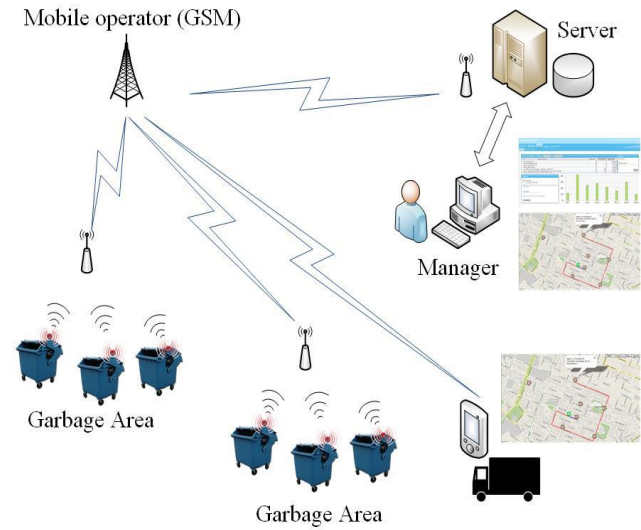 Mobile operator (GSM)
Server
Manager
Garbage Area
Garbage Area